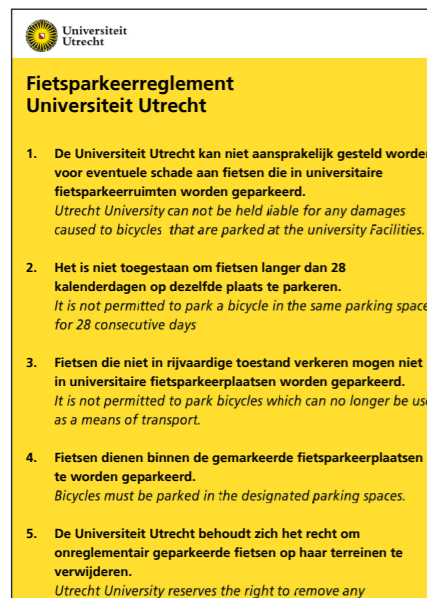 Universiteit
Utrecht
Fietsparkeerreglement
Universiteit Utrecht
1. De Universiteit Utrecht kan niet aansprakelijk gesteld worden
voor eventuele schade aan fietsen die in universitaire
fietsparkeerruimten worden geparkeerd.
Utrecht University can not be held liable for any damages
caused to bicycles that are parked at the university Facilities.
2. Het is niet toegestaan om fietsen langer dan 28
kalenderdagen op dezelfde plaats te parkeren.
It is not permitted to park a bicycle in the same parking space
for 28 consecutive days
3. Fietsen die niet in rijvaardige toestand verkeren mogen niet
in universitaire fietsparkeerplaatsen worden geparkeerd.
It is not permitted to park bicycles which can no longer be use
as a means of transport.
4. Fietsen dienen binnen de gemarkeerde fietsparkeerplaatsen
te worden geparkeerd.
Bicycles must be parked in the designated parking spaces.
5. De Universiteit Utrecht behoudt zich het recht om
onreglementair geparkeerde fietsen op haar terreinen te
verwijderen.
Utrecht University reserves the right to remove any